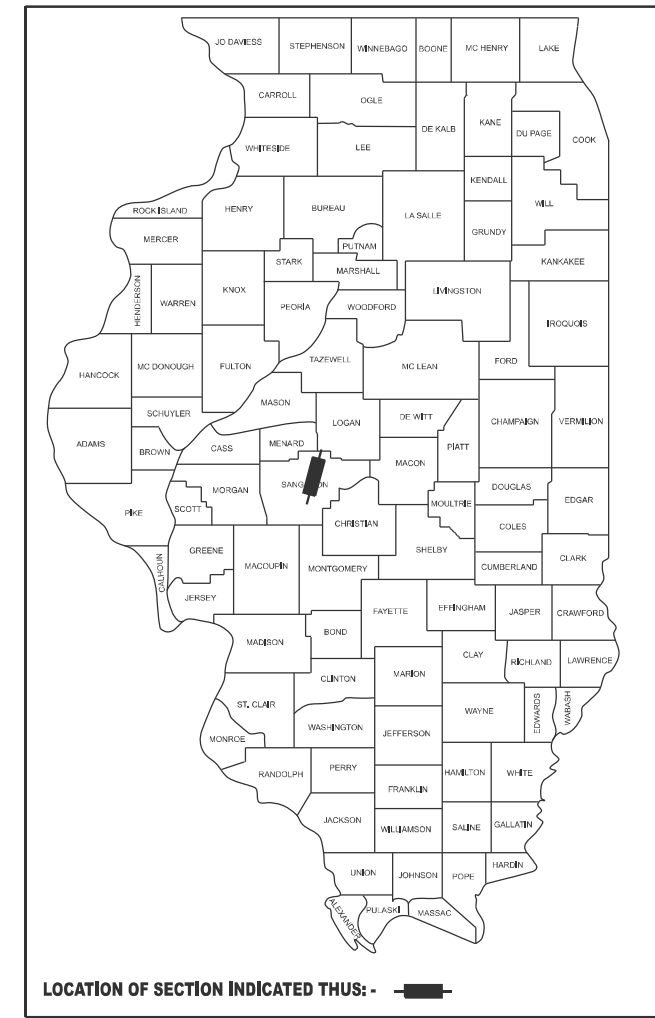 JO DAVIESS
STEPHENSON
WINNEBAGO
BOONE
MC HENRY
LAKE
CARROLL
OGLE
DE KALB
KANE
DU PAGE
COOK
WHITESIDE
LEE
KENDALL
WILL
ROCK ISLAND
HENRY
BUREAU
LA SALLE
GRUNDY
MERCER
PUTNAM
STARK
MARSHALL
KANKAKEE
HENDERSON
WARREN
KNOX
PEORIA
WOODFORD
LIVINGSTON
IROQUOIS
HANCOCK
MC DONOUGH
FULTON
TAZEWELL
MC LEAN
FORD
MASON
SCHUYLER
LOGAN
DE WITT
CHAMPAIGN
VERMILION
ADAMS
BROWN
CASS
MENARD
PIATT
MACON
MORGAN
SCOTT
PIKE
CHRISTIAN
MOULTRIE
DOUGLAS
EDGAR
COLES
CALHOUN
GREENE
MACOUPIN
MONTGOMERY
SHELBY
CUMBERLAND
CLARK
JERSEY
FAYETTE
EFFINGHAM
JASPER
CRAWFORD
MADISON
BOND
CLAY
RICHLAND
LAWRENCE
CLINTON
MARION
ST. CLAIR
WAYNE
EDWARDS
WABASH
MONROE
WASHINGTON
JEFFERSON
RANDOLPH
PERRY
HAMILTON
WHITE
FRANKLIN
JACKSON
WILLIAMSON
SALINE
GALLATIN
UNION
JOHNSON
POPE
HARDIN
ALEXANDER
PULASKI
MASSAC
LOCATION OF SECTION INDICATED THUS: -